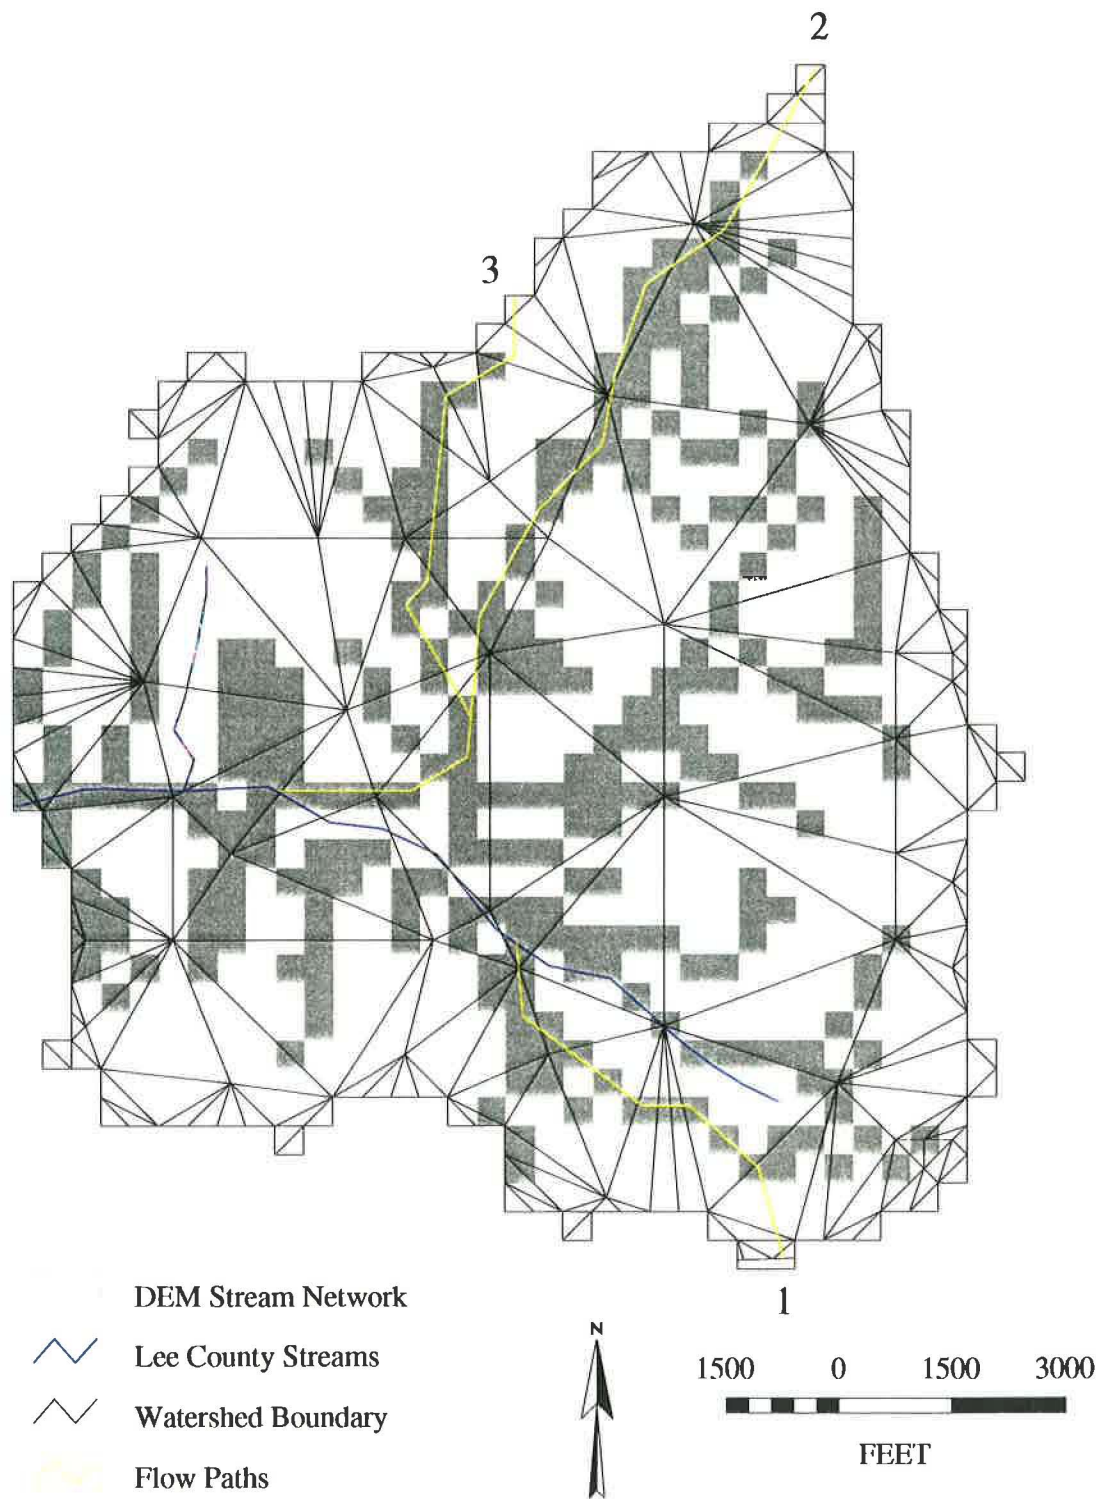 2
3
1
DEM Stream Network
Lee County Streams
Watershed Boundary
Flow Paths
N
1500 0 1500 3000
FEET